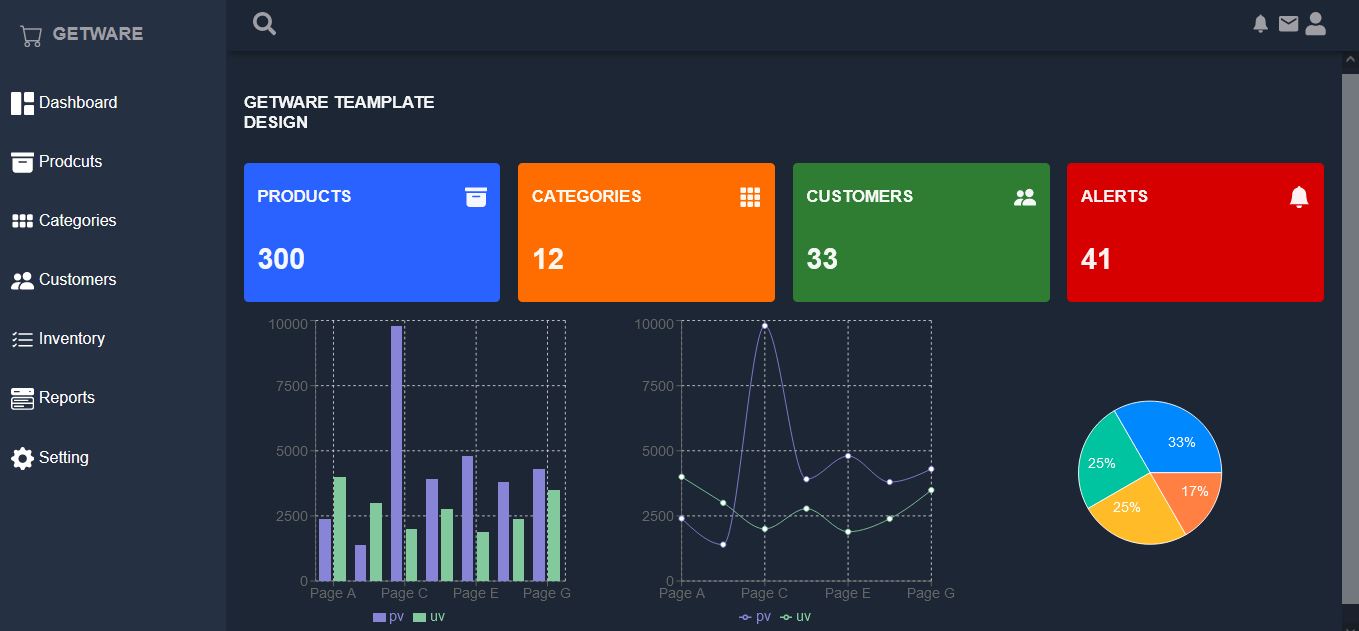 GETWARE
Dashboard
Prodcuts
Categories
Customers
Inventory
Reports
Setting
GETWARE TEAMPLATE
DESIGN
PRODUCTS
300
CATEGORIES
12
CUSTOMERS
33
ALERTS
41
10000
7500
5000
2500
0
Page A Page C Page E Page G
pv uv
10000
7500
5000
2500
0
Page A Page C Page E Page G
pv uv
33%
25%
25%
17%